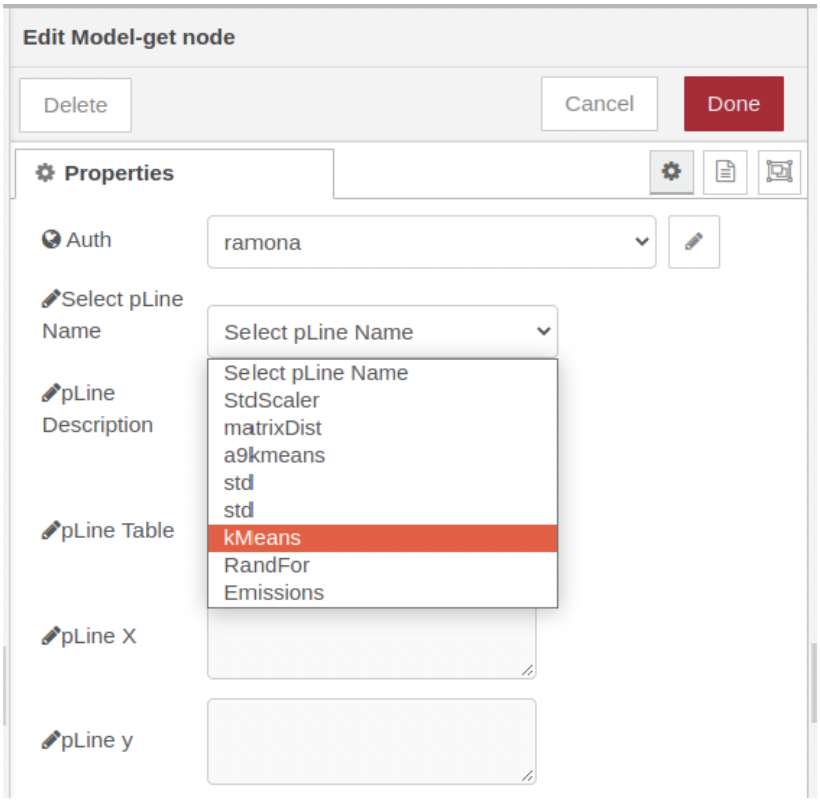 Edit Model-get node
Delete
Cancel
Done
Properties
Auth
ramona
Select pLine
Name
Select pLine Name
Select pLine Name
StdScaler
matrixDist
a9kmeans
std
std
kMeans
RandFor
Emissions
pLine
Description
pLine Table
pLine X
pLine y